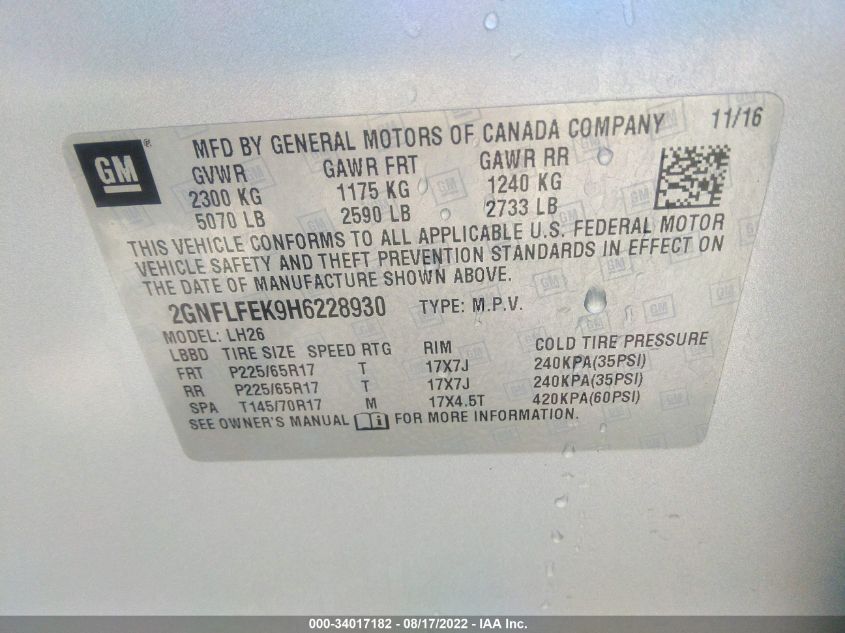 GM
MFD BY GENERAL MOTORS OF CANADA COMPANY 11/16
GVWR GAWR FRT GAWR RR
2300 KG 1175 KG 1240 KG
5070 LB 2590 LB 2733 LB
THIS VEHICLE CONFORMS TO ALL APPLICABLE U.S. FEDERAL MOTOR
VEHICLE SAFETY AND THEFT PREVENTION STANDARDS IN EFFECT ON
THE DATE OF MANUFACTURE SHOWN ABOVE.
2GNFLFEK9H6228930 TYPE: M.P.V.
MODEL: LH26
LBBD TIRE SIZE SPEED RTG RIM COLD TIRE PRESSURE
FRT P225/65R17 T 17X7J 240KPA(35PSI)
RR P225/65R17 T 17X7J 240KPA(35PSI)
SPA T145/70R17 M 17X4.5T 420KPA(60PSI)
SEE OWNER'S MANUAL FOR MORE INFORMATION.
000-34017182 - 08/17/2022 - IAA Inc.